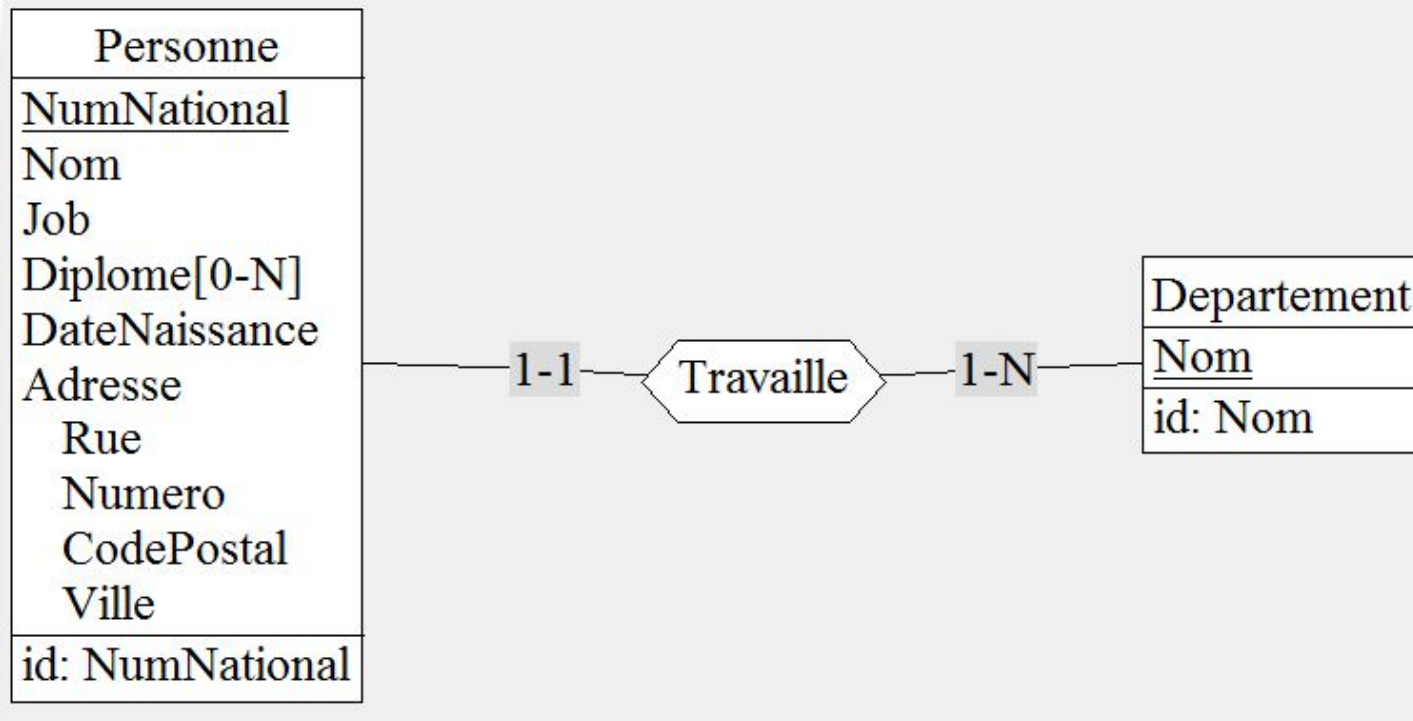 Personne
NumNational
Nom
Job
Diplome[0-N]
DateNaissance
Adresse
Rue
Numero
CodePostal
Ville
id: NumNational
1-1
Travaille
1-N
Departement
Nom
id: Nom